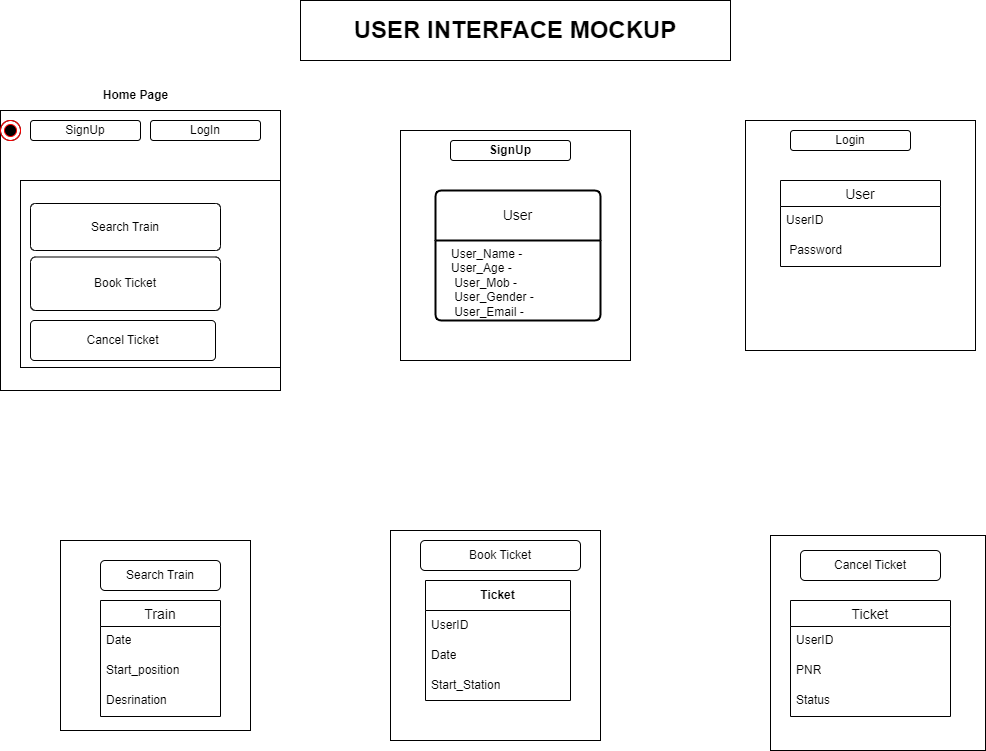 USER INTERFACE MOCKUP
Home Page
SignUp
LogIn
Search Train
Book Ticket
Cancel Ticket
SignUp
User
User_Name -
User_Age -
User_Mob -
User_Gender -
User_Email -
Login
User
UserID
Password
Search Train
Train
Date
Start_position
Desrination
Book Ticket
Ticket
UserID
Date
Start_Station
Cancel Ticket
Ticket
UserID
PNR
Status